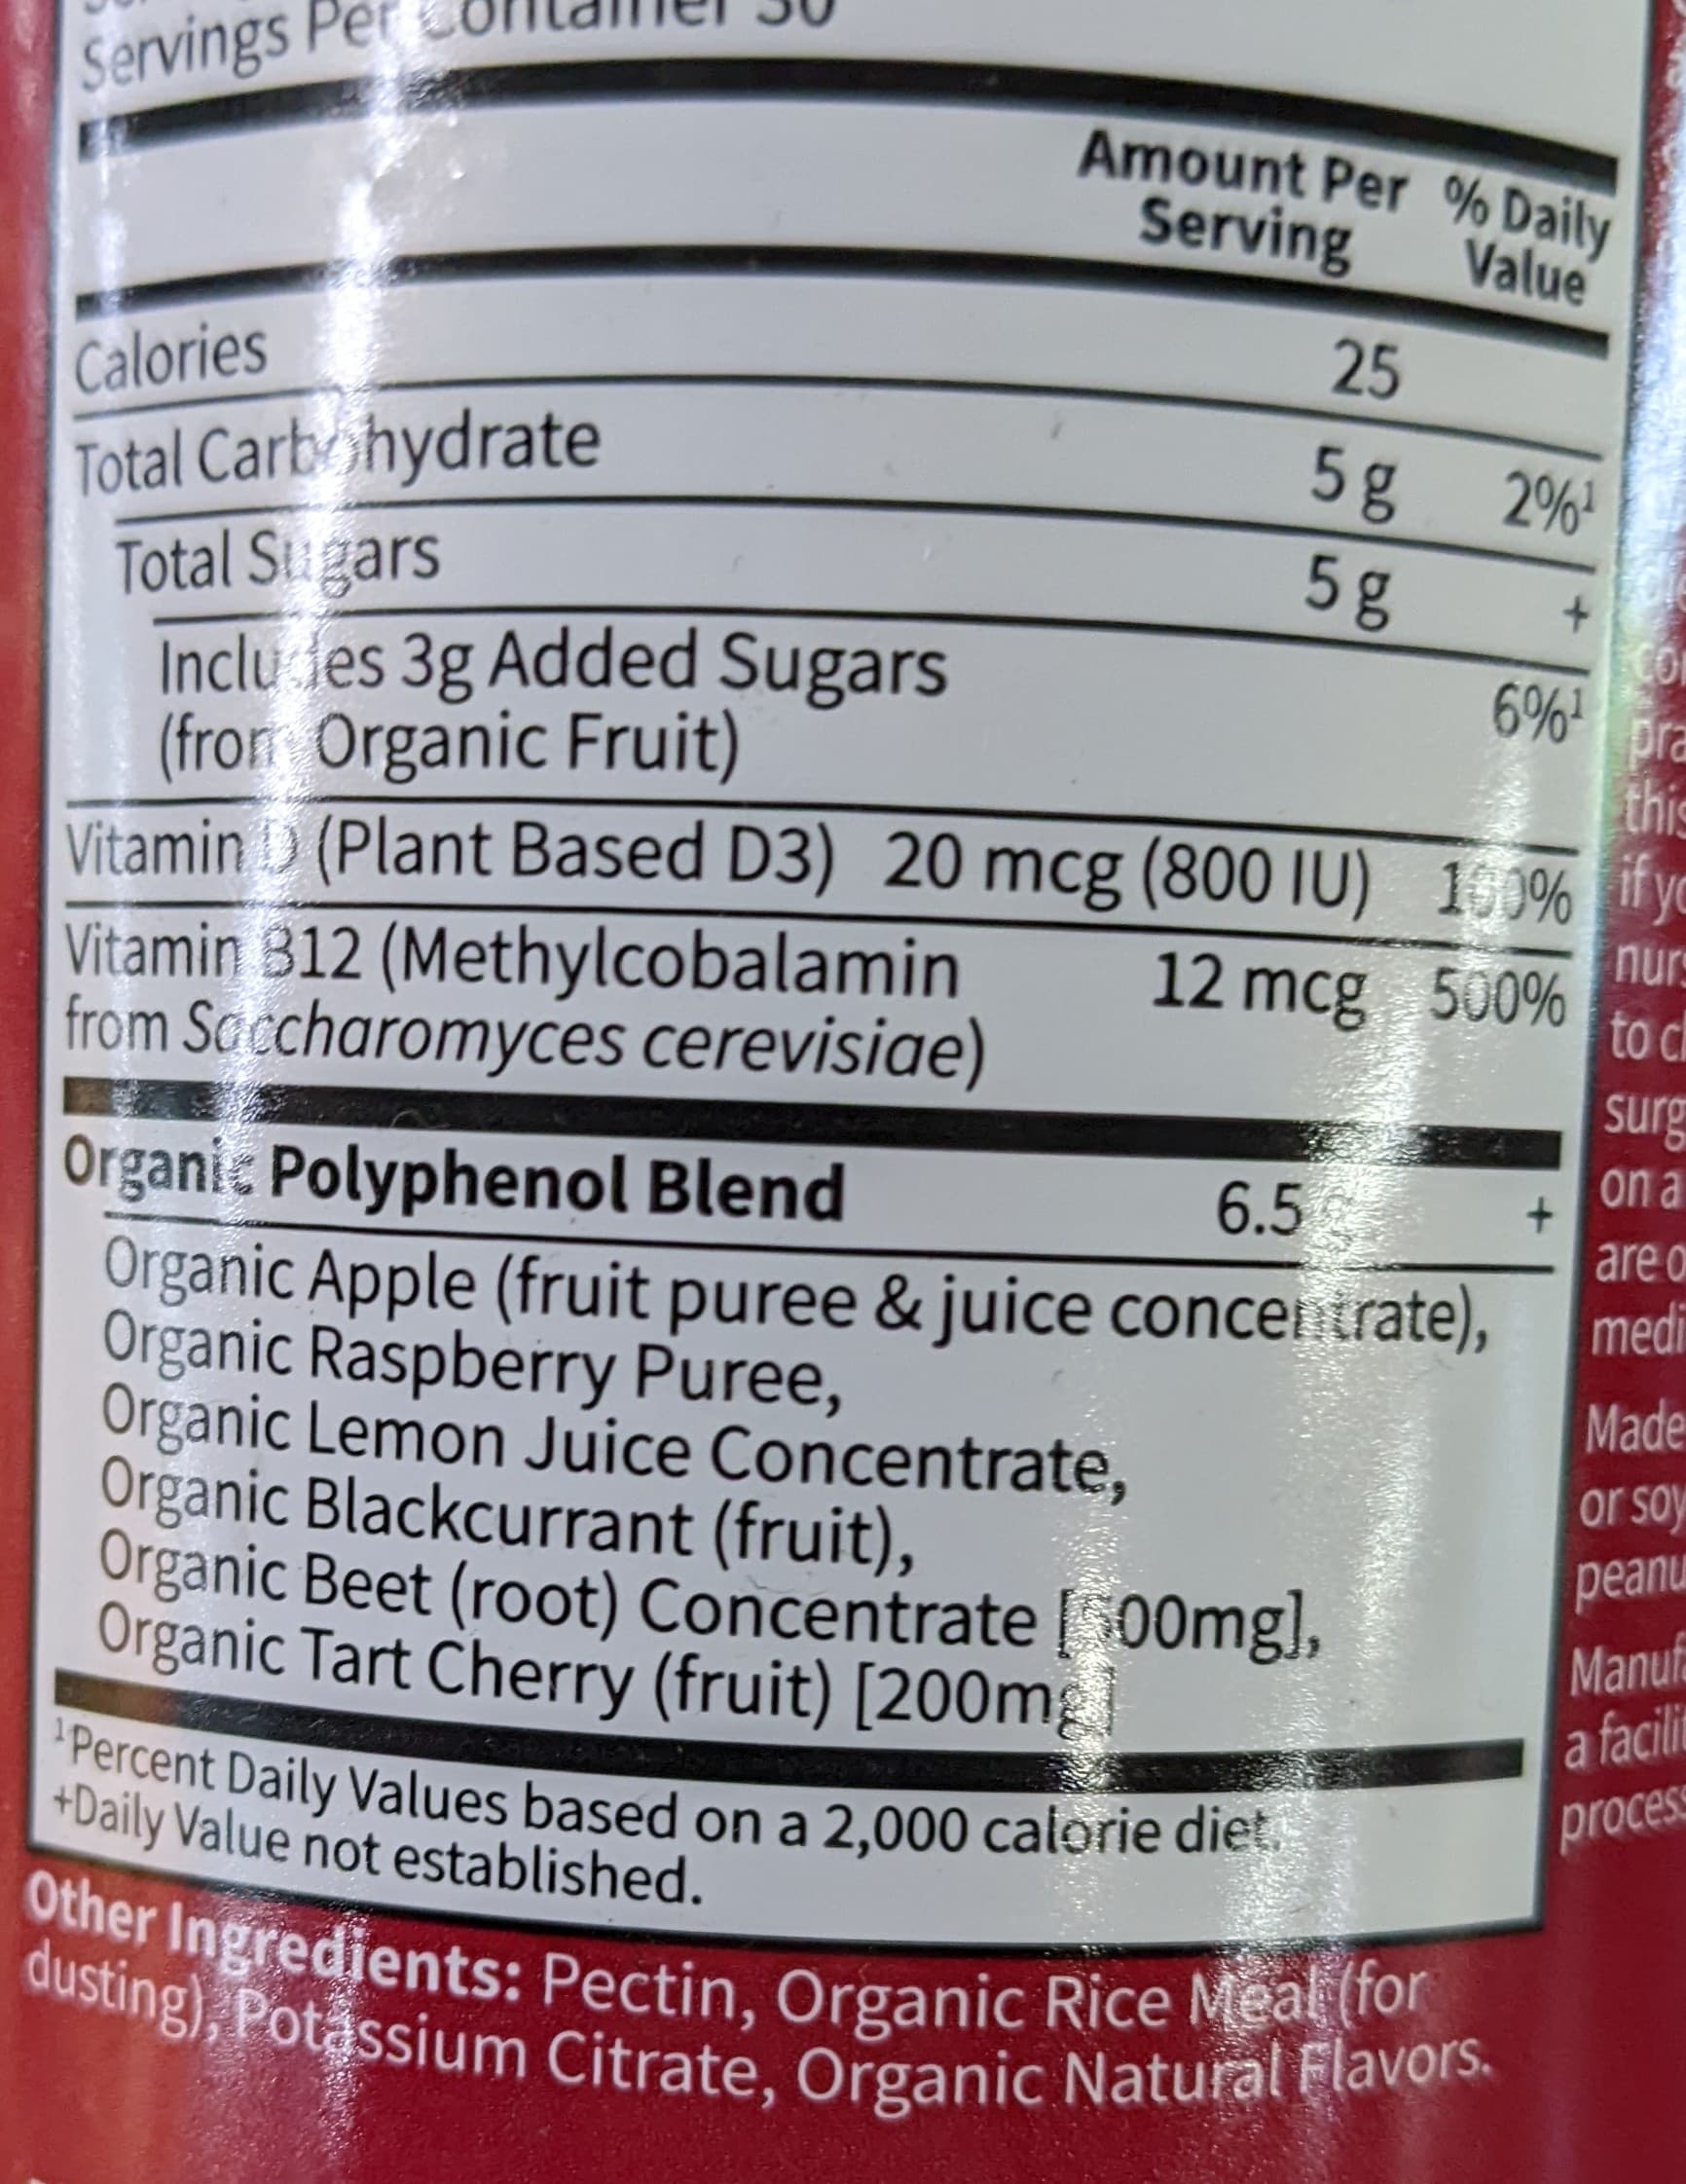 Servings Per Container 30
Amount Per Serving % Daily Value
Calories 25
Total Carbohydrate 5 g 2%¹
Total Sugars 5 g +
Includes 3g Added Sugars 6%¹
(from Organic Fruit)
Vitamin D (Plant Based D3) 20 mcg (800 IU) 100%
Vitamin B12 (Methylcobalamin 12 mcg 500%
from Saccharomyces cerevisiae)
Organic Polyphenol Blend 6.5 g +
Organic Apple (fruit puree & juice concentrate),
Organic Raspberry Puree,
Organic Lemon Juice Concentrate,
Organic Blackcurrant (fruit),
Organic Beet (root) Concentrate
Organic Tart Cherry (fruit) [200mg]
¹Percent Daily Values based on a 2,000 calorie diet.
+Daily Value not established.
Other Ingredients: Pectin, Organic Rice Meal (for
dusting), Potassium Citrate, Organic Natural Flavors.
this
if yo
nurs
to cl
surg
on a
are o
medi
Made
or soy
peanu
Manufa
a facilit
process